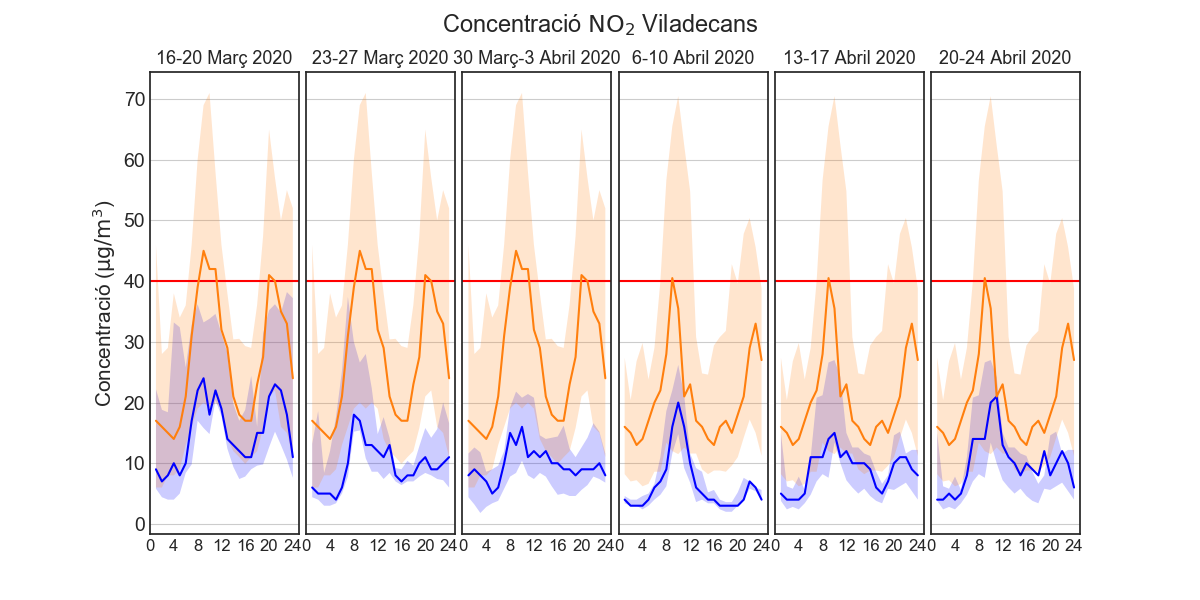 Concentració NO₂ Viladecans
16-20 Març 2020 23-27 Març 2020 30 Març-3 Abril 2020 6-10 Abril 2020 13-17 Abril 2020 20-24 Abril 2020
Concentració (µg/m³)
70
60
50
40
30
20
10
0
0 4 8 12 16 20 24 0 4 8 12 16 20 24 0 4 8 12 16 20 24 0 4 8 12 16 20 24 0 4 8 12 16 20 24 0 4 8 12 16 20 24